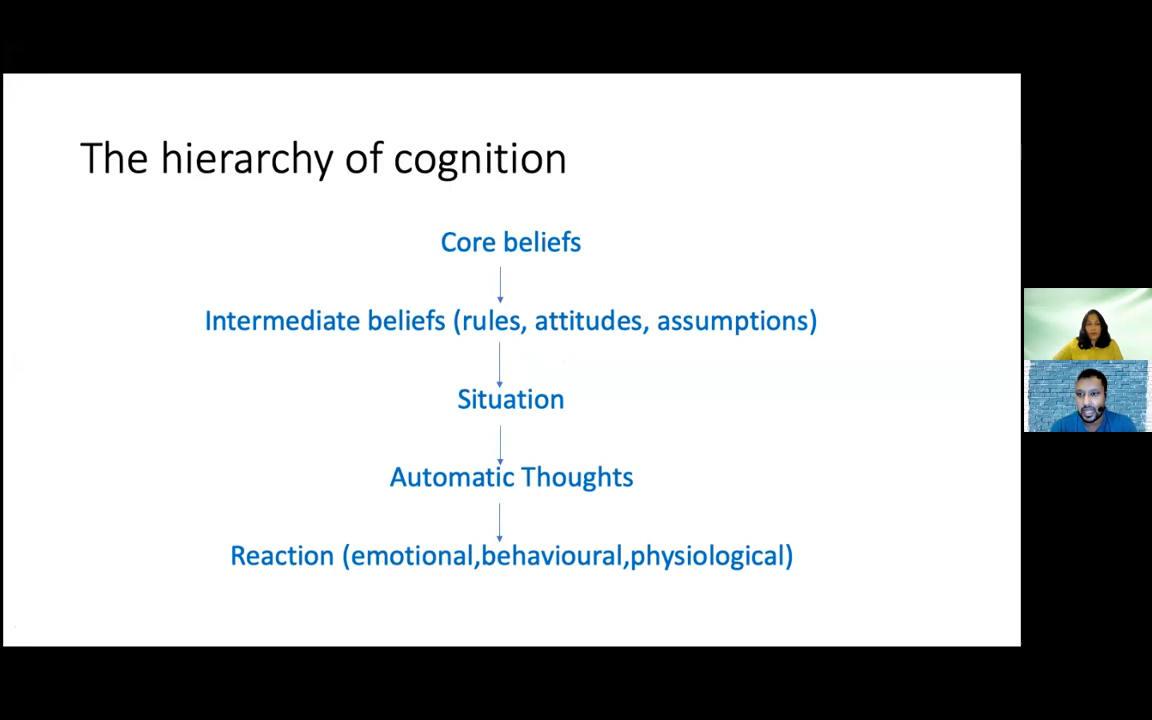 The hierarchy of cognition
Core beliefs
Intermediate beliefs (rules, attitudes, assumptions)
Situation
Automatic Thoughts
Reaction (emotional,behavioural,physiological)